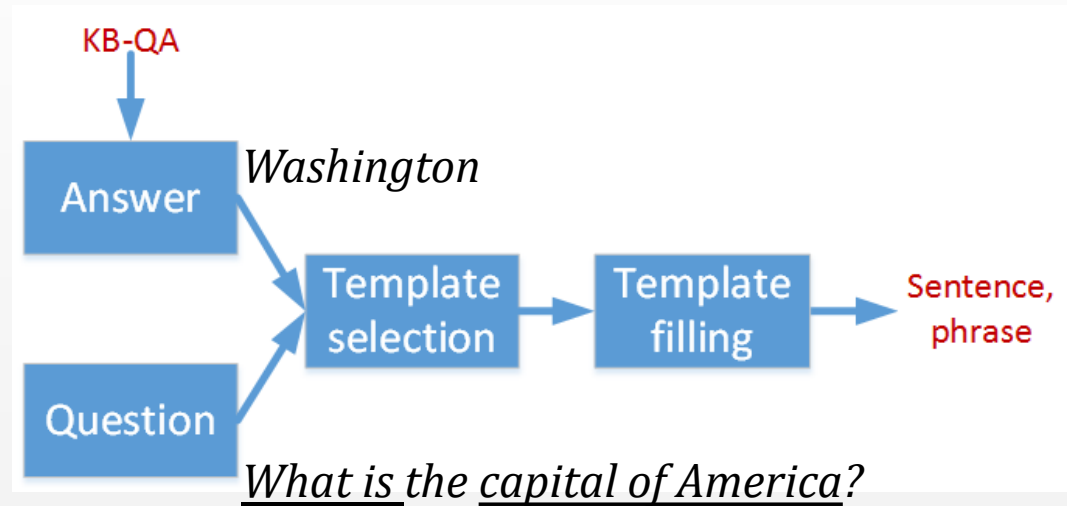 KB-QA
Answer
Washington
Template
selection
Template
filling
Sentence,
phrase
Question
What is the capital of America?